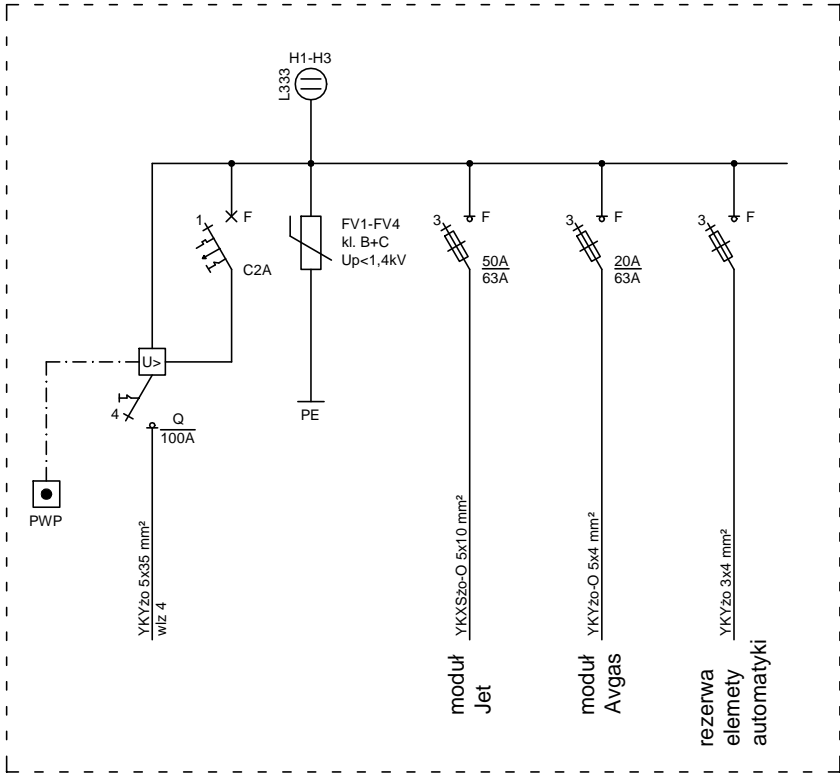 H1-H3
L333
1
F
C2A
FV1-FV4
kl. B+C
Up<1,4kV
PE
3
F
50A
63A
3
F
20A
63A
3
F
U>
4
Q
100A
PWP
YKYżo 5x35 mm²
wlz 4
YKXSżo-O 5x10 mm²
YKYżo-O 5x4 mm²
YKYżo 3x4 mm²
moduł
Jet
moduł
Avgas
rezerwa
elemety
automatyki